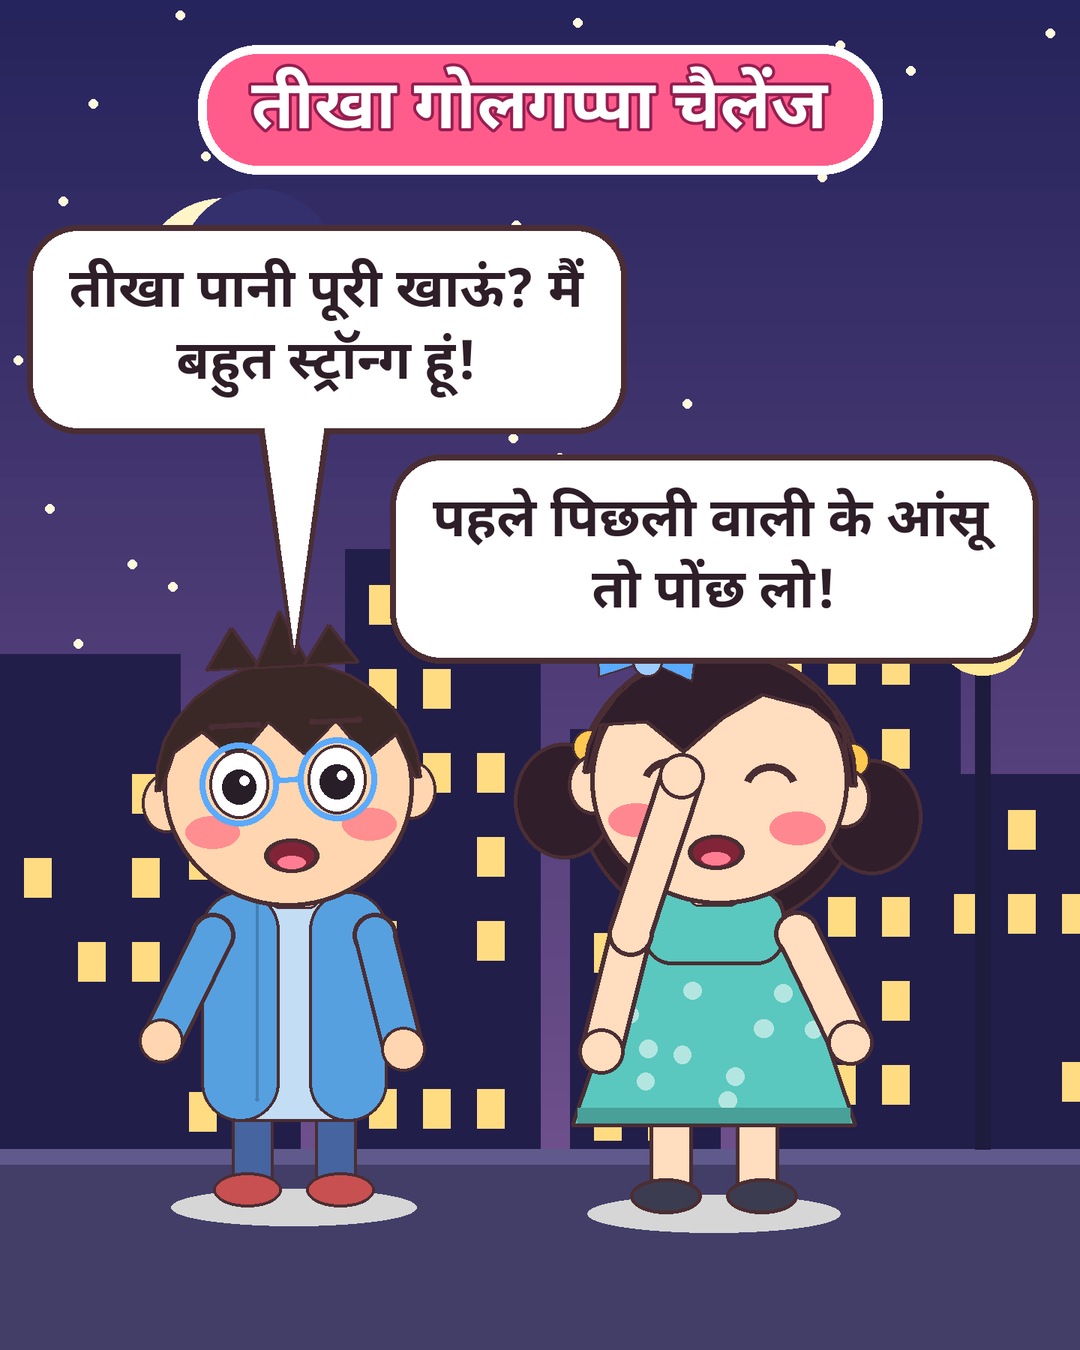 तीखा गोलगप्पा चैलेंज
तीखा पानी पूरी खाऊं? मैं
बहुत स्ट्रॉन्ग हूं!
पहले पिछली वाली के आंसू
तो पोंछ लो!